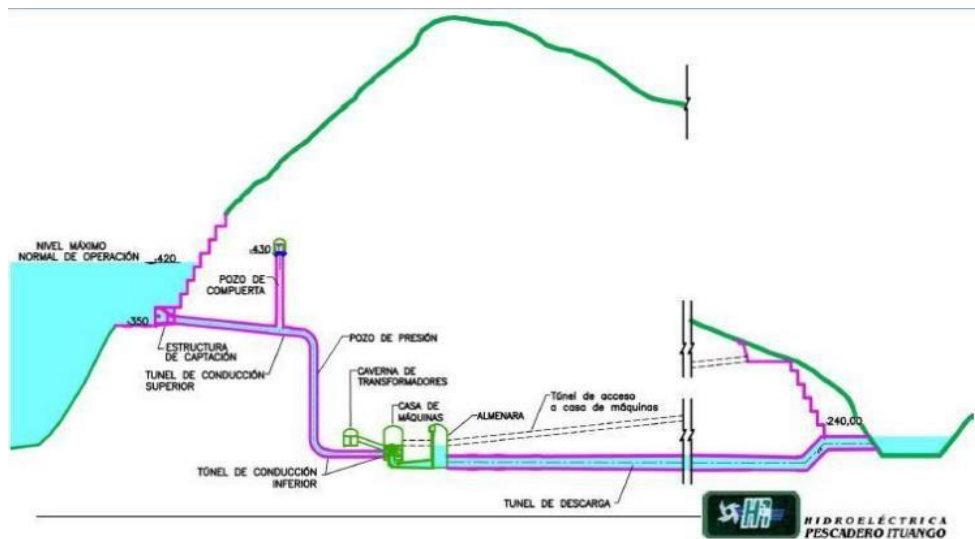 NIVEL MÁXIMO
NORMAL DE OPERACIÓN
420
430
POZO DE
COMPUERTA
350
ESTRUCTURA
DE CAPTACIÓN
TUNEL DE CONDUCCIÓN
SUPERIOR
POZO DE PRESIÓN
CAVERNA DE
TRANSFORMADORES
CASA DE
MÁQUINAS
ALMENARA
Túnel de acceso
a casa de máquinas
240,00
TÚNEL DE CONDUCCIÓN
INFERIOR
TUNEL DE DESCARGA
HIDROELÉCTRICA
PESCADERO ITUANGO